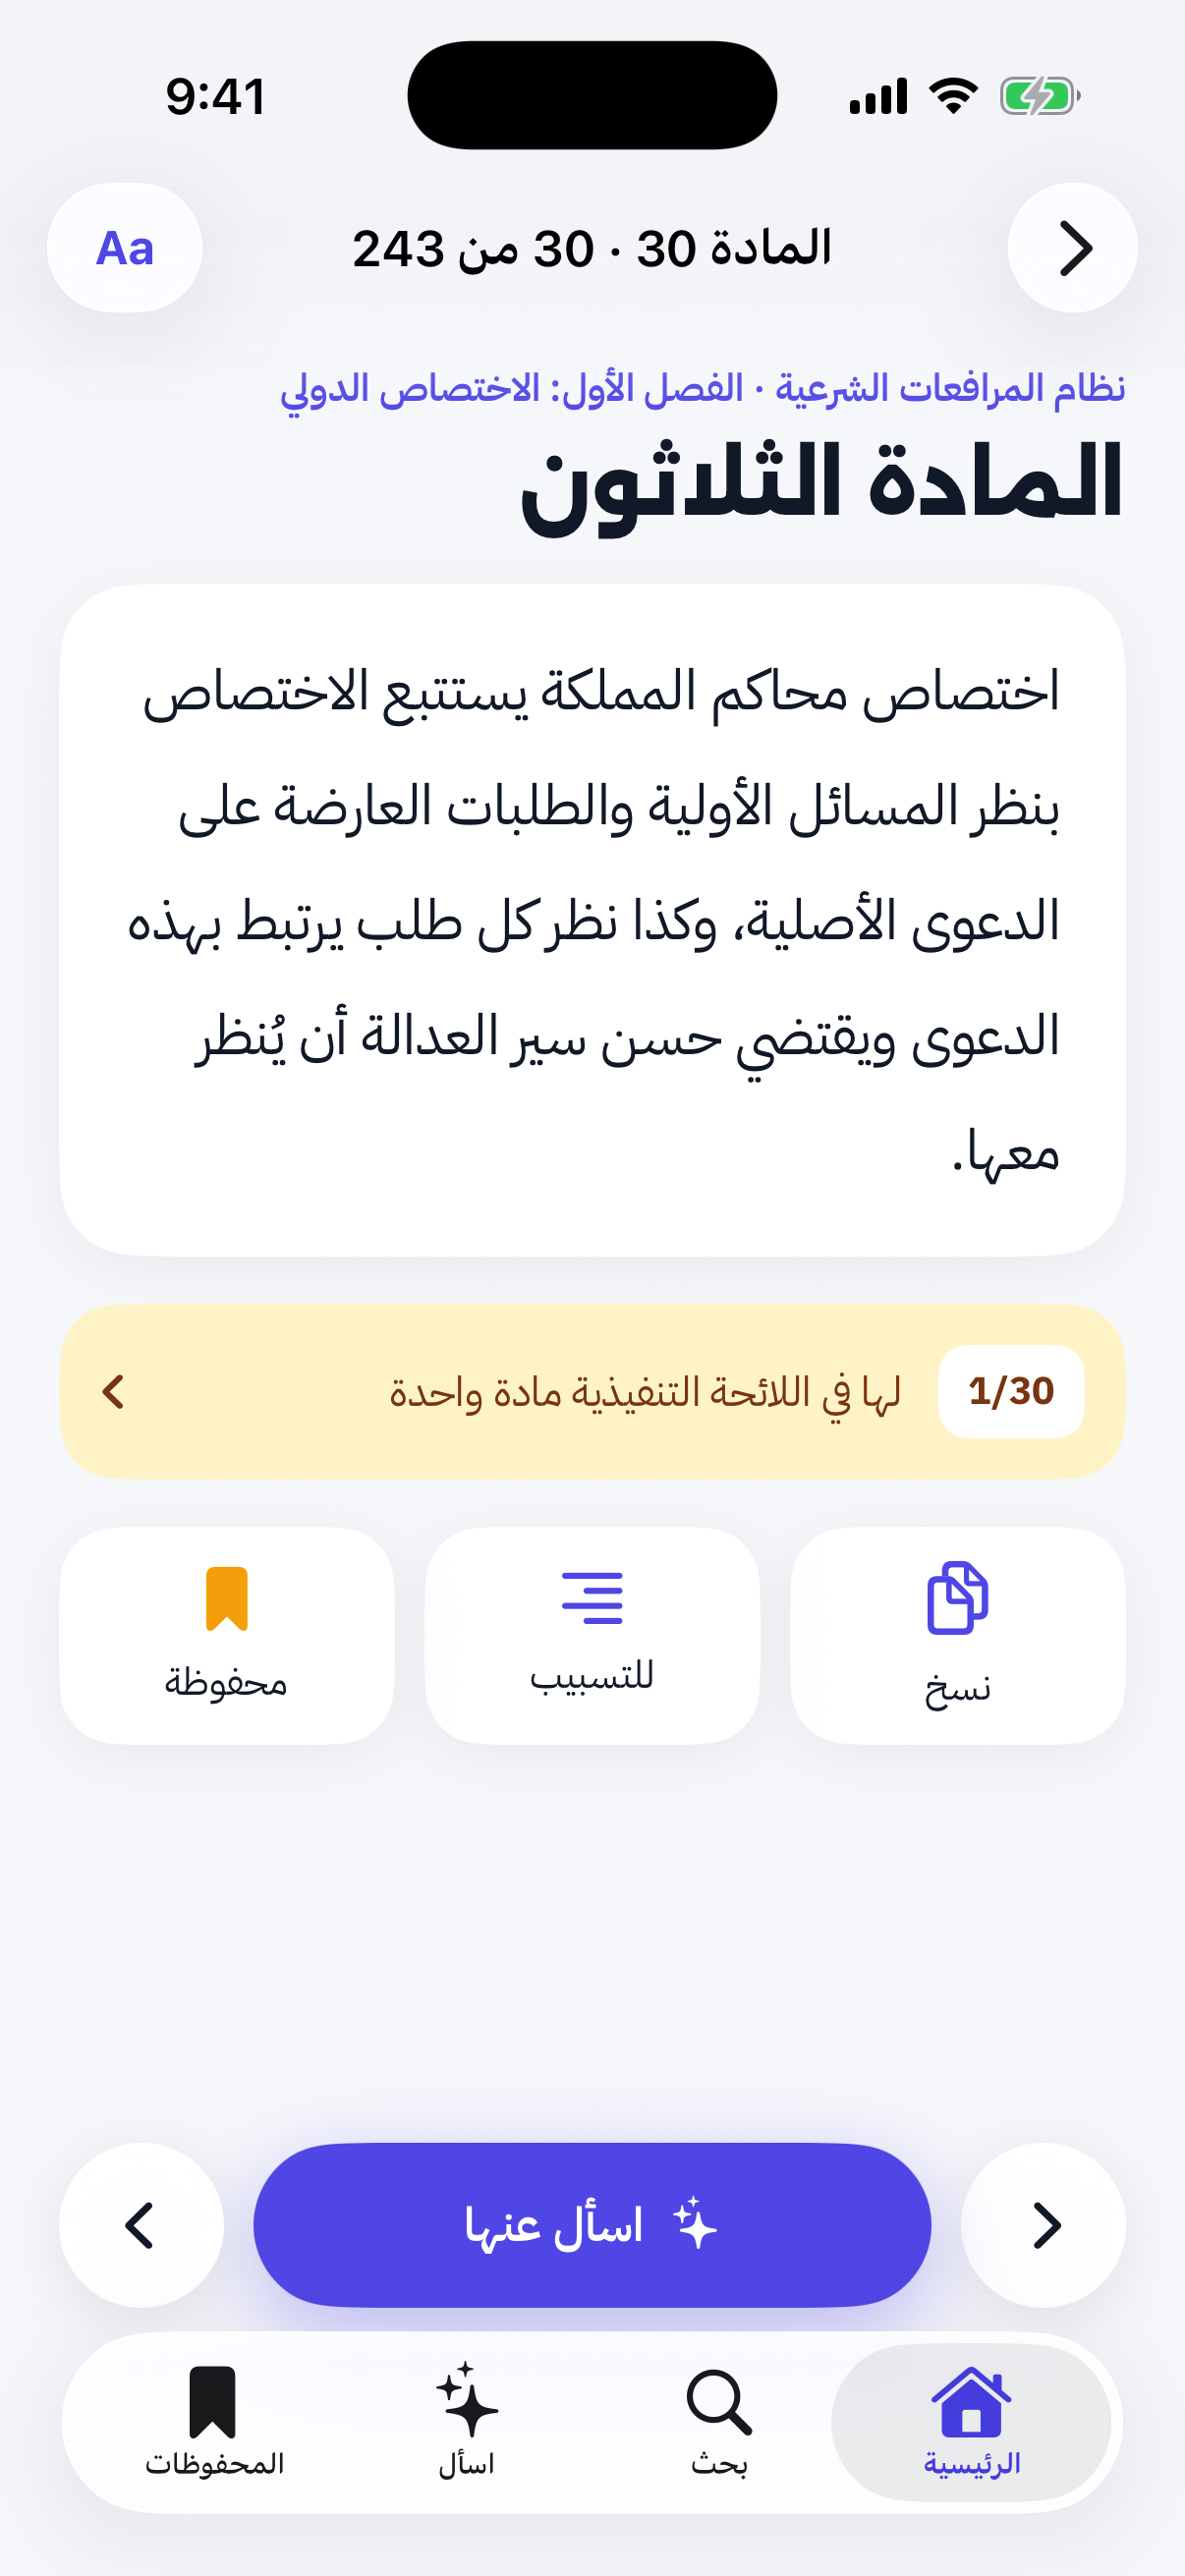 9:41
المادة 30 · 30 من 243
Aa
نظام المرافعات الشرعية · الفصل الأول: الاختصاص الدولي
المادة الثلاثون
اختصاص محاكم المملكة يستتبع الاختصاص
بنظر المسائل الأولية والطلبات العارضة على
الدعوى الأصلية، وكذا نظر كل طلب يرتبط بهذه
الدعوى ويقتضي حسن سير العدالة أن يُنظر
معها.
1/30 لها في اللائحة التنفيذية مادة واحدة
نسخ
للتسبيب
محفوظة
اسأل عنها
الرئيسية
بحث
اسأل
المحفوظات